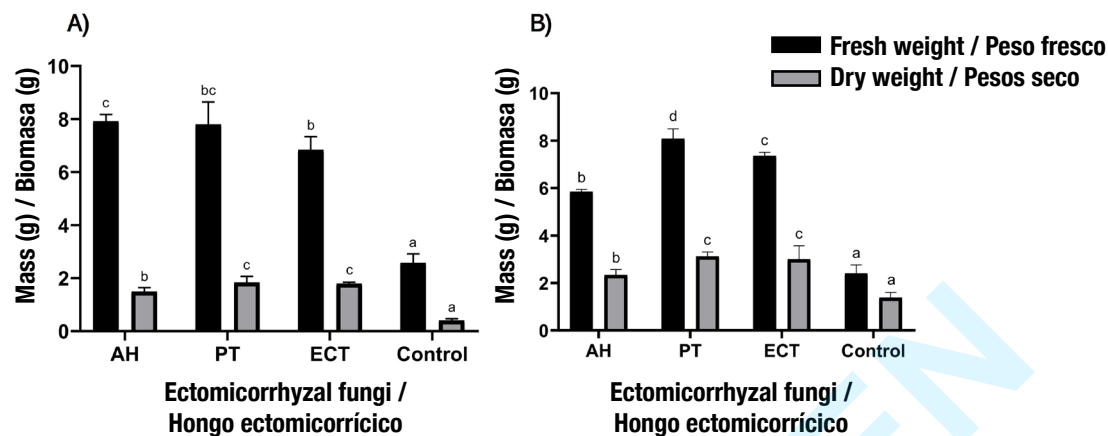 A)
10
8
6
4
2
0
Mass (g) / Biomasa (g)
c
b
bc
c
b
c
a
a
AH PT ECT Control
Ectomicorrhyzal fungi /
Hongo ectomicorrícico
B)
Fresh weight / Peso fresco
Dry weight / Pesos seco
10
8
6
4
2
0
Mass (g) / Biomasa (g)
b
b
d
c
c
c
a
a
AH PT ECT Control
Ectomicorrhyzal fungi /
Hongo ectomicorrícico
EN